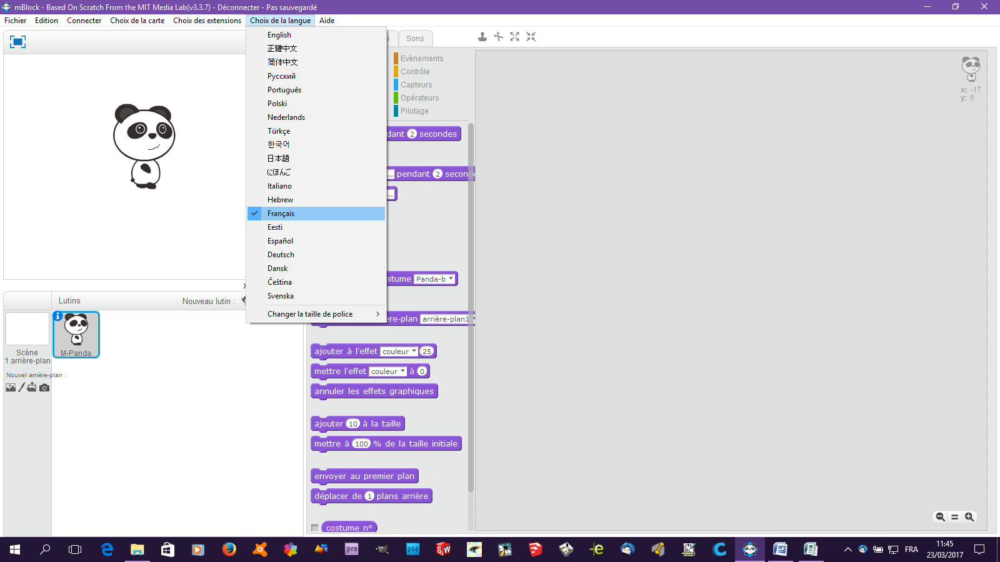 mBlock - Based On Scratch From the MIT Media Lab(v3.3.7) - Déconnecter - Pas sauvegardé
Fichier Edition Connecter Choix de la carte Choix des extensions Choix de la langue Aide
English
正體中文
简体中文
Русский
Português
Polski
Nederlands
Türkçe
한국어
日本語
にほんご
Italiano
Hebrew
Français
Eesti
Español
Deutsch
Dansk
Čeština
Svenska
Changer la taille de police
Sons
Evènements
Contrôle
Capteurs
Opérateurs
Pilotage
dant 2 secondes
... pendant 2 seconde
...
stume Panda-b
re-plan arrière-plan1
ajouter à l'effet couleur 25
mettre l'effet couleur à 0
annuler les effets graphiques
ajouter 10 à la taille
mettre à 100 % de la taille initiale
envoyer au premier plan
déplacer de 1 plans arrière
costume nº
x: -17
y: 6
Lutins Nouveau lutin :
M-Panda
Scène
1 arrière-plan
Nouvel arrière-plan :
pre
pse
SW
FRA
11:45
23/03/2017